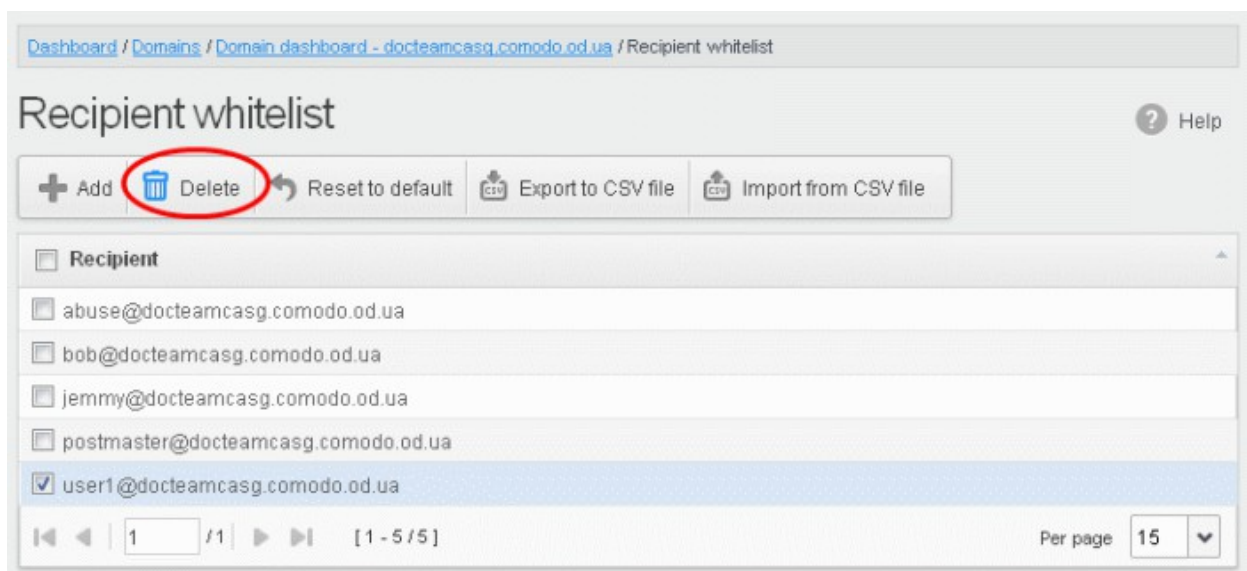 Dashboard / Domains / Domain dashboard - docteamcasg.comodo.od.ua / Recipient whitelist
Recipient whitelist
Help
Add Delete Reset to default CSV Export to CSV file CSV Import from CSV file
Recipient
abuse@docteamcasg.comodo.od.ua
bob@docteamcasg.comodo.od.ua
jemmy@docteamcasg.comodo.od.ua
postmaster@docteamcasg.comodo.od.ua
user1@docteamcasg.comodo.od.ua
1 /1 [1 - 5 / 5] Per page 15